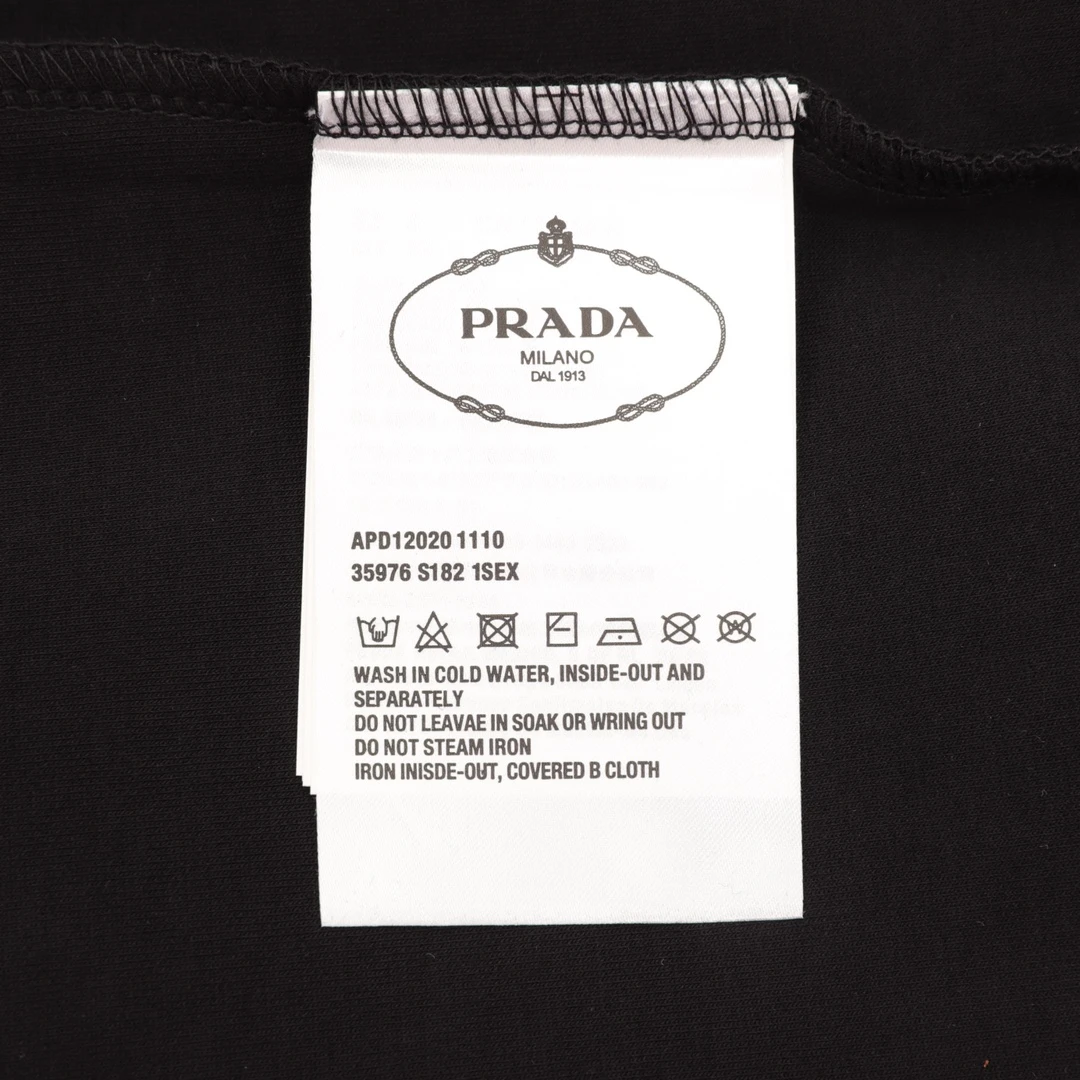 PRADA
MILANO
DAL 1913
APD12020 1110
35976 S182 1SEX
WASH IN COLD WATER, INSIDE-OUT AND
SEPARATELY
DO NOT LEAVAE IN SOAK OR WRING OUT
DO NOT STEAM IRON
IRON INISDE-OUT, COVERED B CLOTH